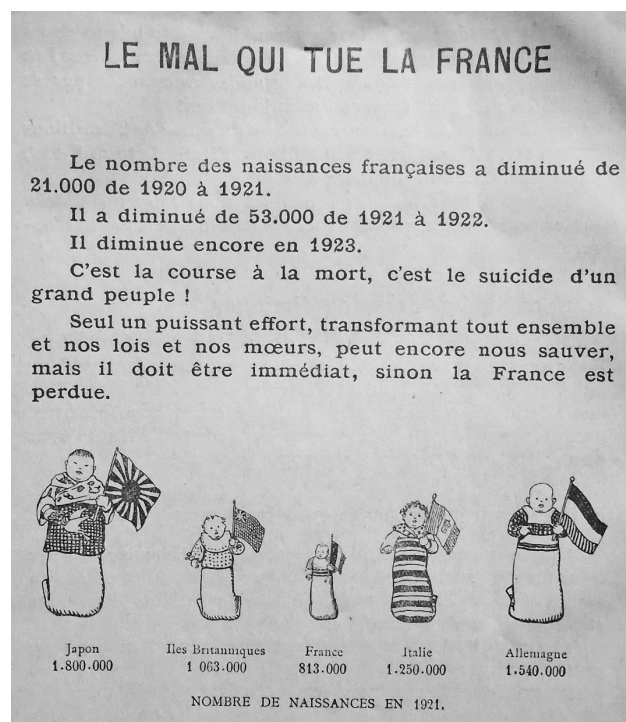 LE MAL QUI TUE LA FRANCE
Le nombre des naissances françaises a diminué de
21.000 de 1920 à 1921.
Il a diminué de 53.000 de 1921 à 1922.
Il diminue encore en 1923.
C'est la course à la mort, c'est le suicide d'un
grand peuple !
Seul un puissant effort, transformant tout ensemble
et nos lois et nos mœurs, peut encore nous sauver,
mais il doit être immédiat, sinon la France est
perdue.
Japon Iles Britanniques France Italie Allemagne
1.800.000 1 063.000 813.000 1.250.000 1.540.000
NOMBRE DE NAISSANCES EN 1921.